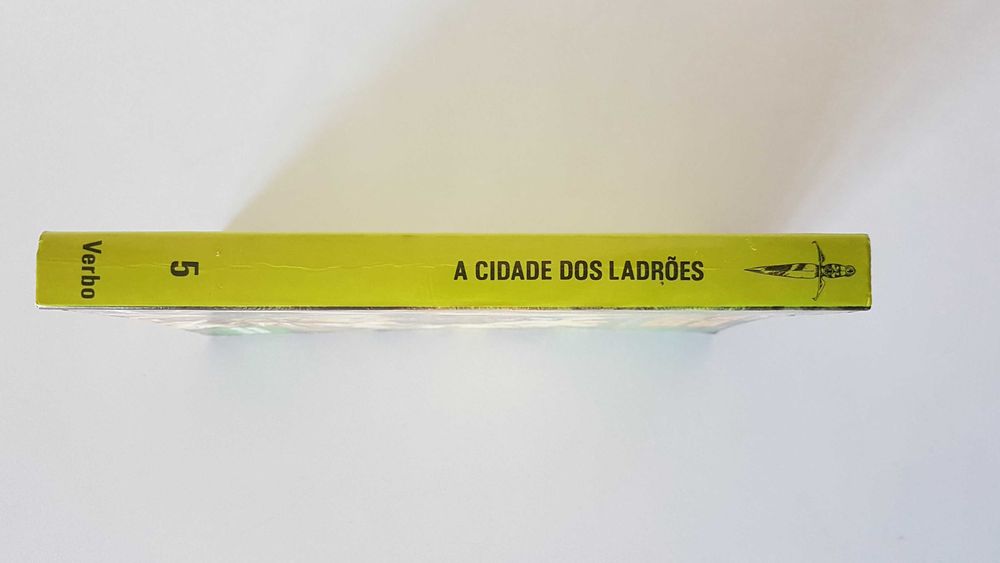 Verbo
5
A CIDADE DOS LADRÕES